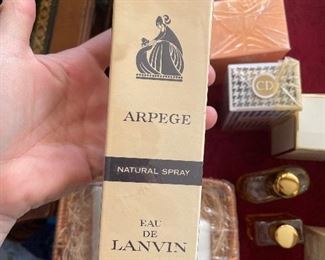 ARPEGE
NATURAL SPRAY
EAU
DE
LANVIN
CD